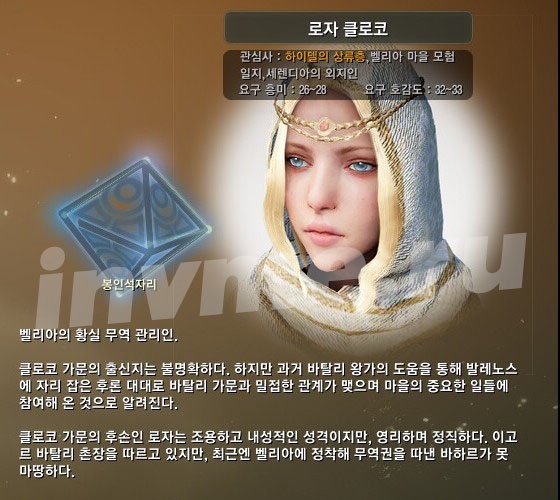 로자 클로코
관심사 : 하이델의 상류층,벨리아 마을 모험
일지,세렌디아의 외지인
요구 흥미 : 26~28 요구 호감도 : 32~33
봉인석자리
invnte.ru
벨리아의 황실 무역 관리인.
클로코 가문의 출신지는 불명확하다. 하지만 과거 바탈리 왕가의 도움을 통해 발레노스
에 자리 잡은 후론 대대로 바탈리 가문과 밀접한 관계가 맺으며 마을의 중요한 일들에
참여해 온 것으로 알려진다.
클로코 가문의 후손인 로자는 조용하고 내성적인 성격이지만, 영리하며 정직하다. 이고
르 바탈리 촌장을 따르고 있지만, 최근엔 벨리아에 정착해 무역권을 따낸 바하르가 못
마땅하다.